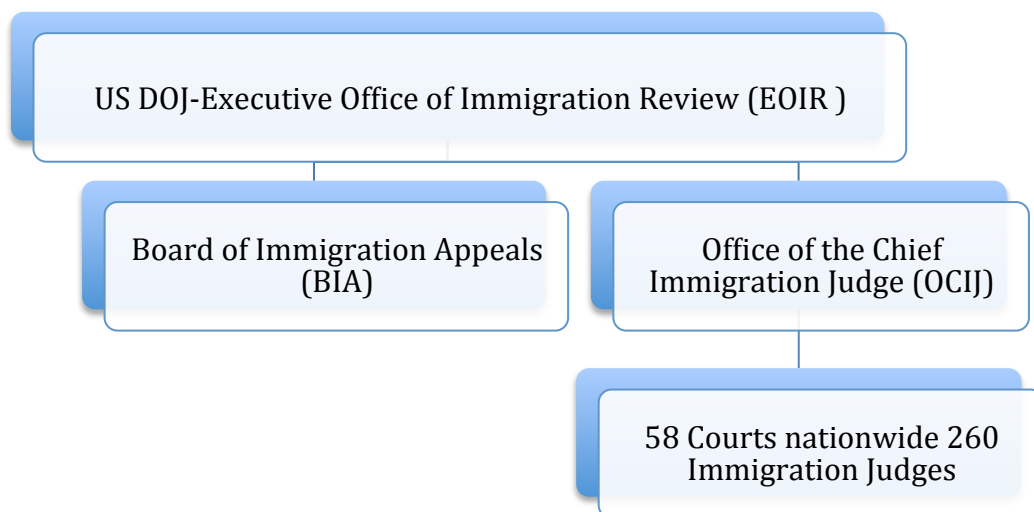 US DOJ-Executive Office of Immigration Review (EOIR )
Board of Immigration Appeals
(BIA)
Office of the Chief
Immigration Judge (OCIJ)
58 Courts nationwide 260
Immigration Judges